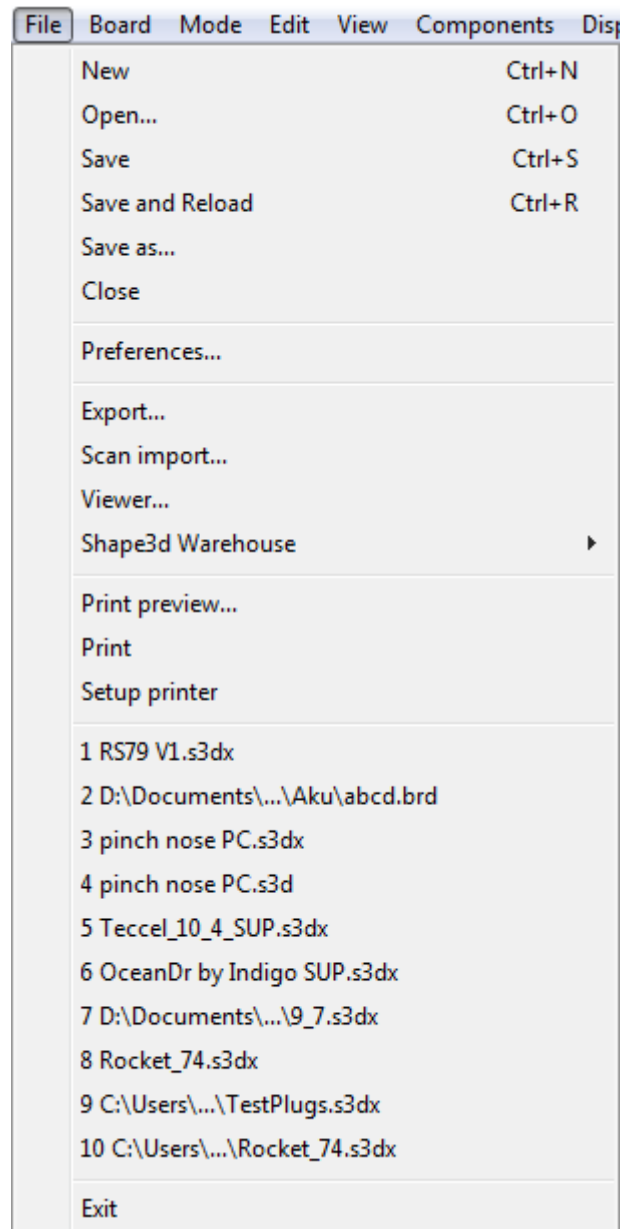 File Board Mode Edit View Components Disp
New Ctrl+N
Open... Ctrl+O
Save Ctrl+S
Save and Reload Ctrl+R
Save as...
Close
Preferences...
Export...
Scan import...
Viewer...
Shape3d Warehouse
Print preview...
Print
Setup printer
1 RS79 V1.s3dx
2 D:\Documents\...\Aku\abcd.brd
3 pinch nose PC.s3dx
4 pinch nose PC.s3d
5 Teccel_10_4_SUP.s3dx
6 OceanDr by Indigo SUP.s3dx
7 D:\Documents\...\9_7.s3dx
8 Rocket_74.s3dx
9 C:\Users\...\TestPlugs.s3dx
10 C:\Users\...\Rocket_74.s3dx
Exit